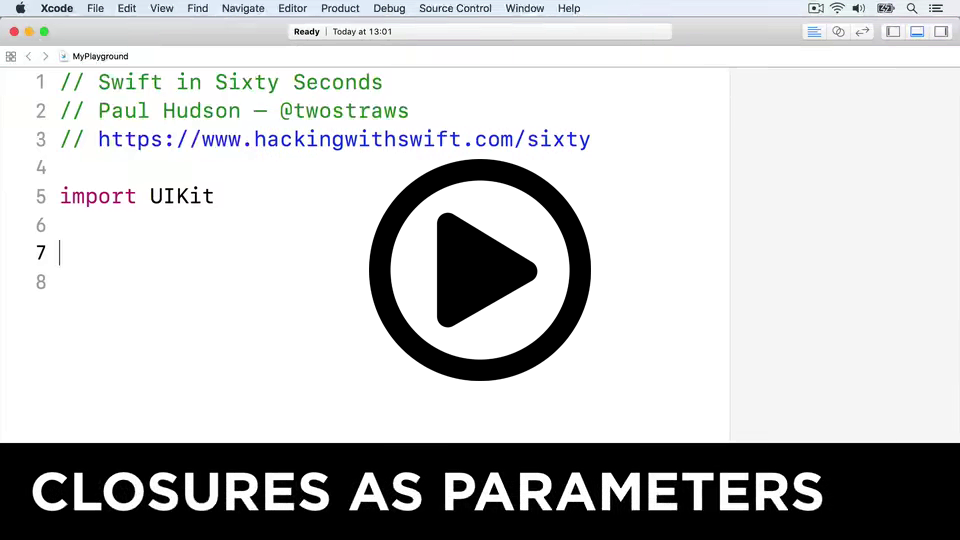 Xcode File Edit View Find Navigate Editor Product Debug Source Control Window Help
Ready | Today at 13:01
MyPlayground
1 // Swift in Sixty Seconds
2 // Paul Hudson — @twostraws
3 // https://www.hackingwithswift.com/sixty
4
5 import UIKit
6
7
8
CLOSURES AS PARAMETERS